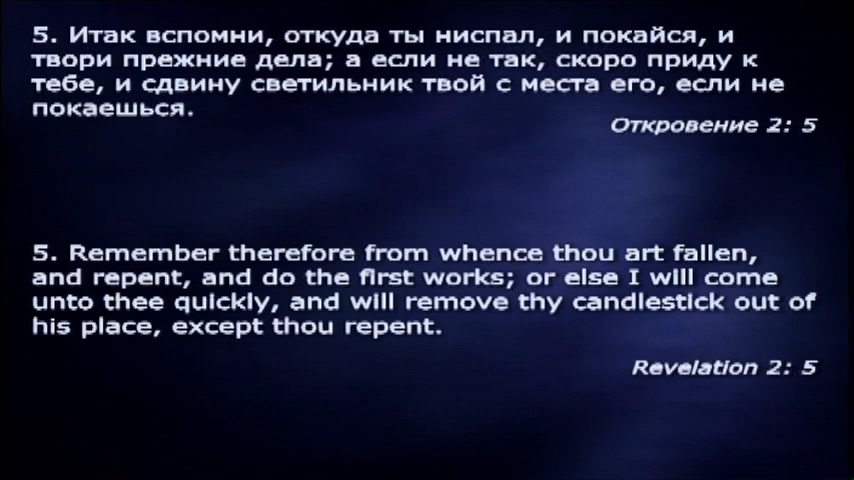 5. Итак вспомни, откуда ты ниспал, и покайся, и
твори прежние дела; а если не так, скоро приду к
тебе, и сдвину светильник твой с места его, если не
покаешься.
Откровение 2: 5
5. Remember therefore from whence thou art fallen,
and repent, and do the first works; or else I will come
unto thee quickly, and will remove thy candlestick out of
his place, except thou repent.
Revelation 2: 5